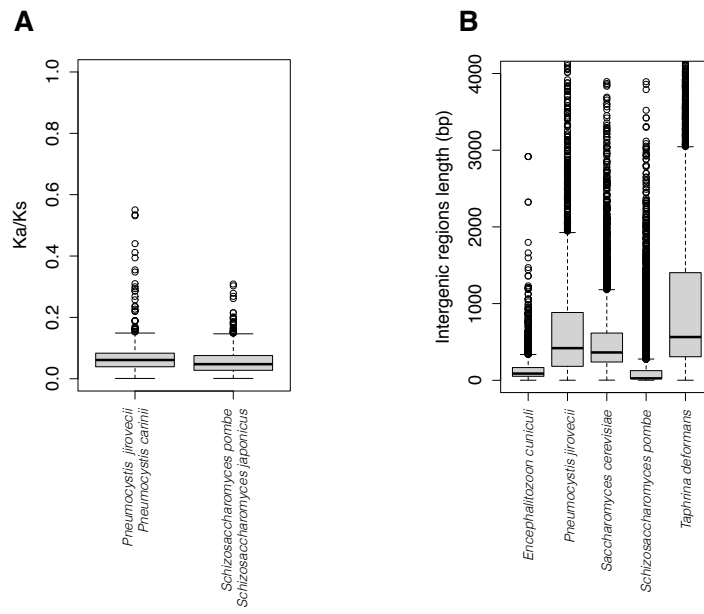 A
B
Ka/Ks
1.0
0.8
0.6
0.4
0.2
0.0
Pneumocystis jirovecii
Pneumocystis carinii
Schizosaccharomyces pombe
Schizosaccharomyces japonicus
Intergenic regions length (bp)
4000
3000
2000
1000
0
Encephalitozoon cuniculi
Pneumocystis jirovecii
Saccharomyces cerevisiae
Schizosaccharomyces pombe
Taphrina deformans